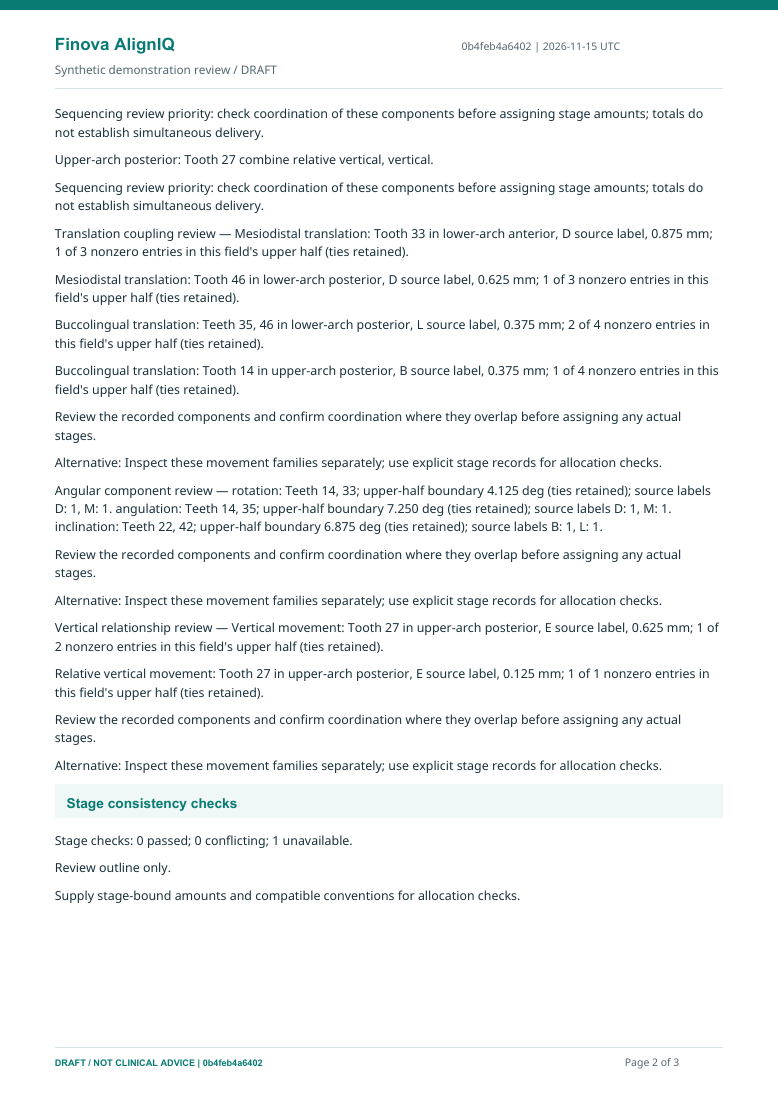 Finova AlignIQ
0b4feb4a6402 | 2026-11-15 UTC
Synthetic demonstration review / DRAFT
Sequencing review priority: check coordination of these components before assigning stage amounts; totals do
not establish simultaneous delivery.
Upper-arch posterior: Tooth 27 combine relative vertical, vertical.
Sequencing review priority: check coordination of these components before assigning stage amounts; totals do
not establish simultaneous delivery.
Translation coupling review — Mesiodistal translation: Tooth 33 in lower-arch anterior, D source label, 0.875 mm;
1 of 3 nonzero entries in this field's upper half (ties retained).
Mesiodistal translation: Tooth 46 in lower-arch posterior, D source label, 0.625 mm; 1 of 3 nonzero entries in this
field's upper half (ties retained).
Buccolingual translation: Teeth 35, 46 in lower-arch posterior, L source label, 0.375 mm; 2 of 4 nonzero entries in
this field's upper half (ties retained).
Buccolingual translation: Tooth 14 in upper-arch posterior, B source label, 0.375 mm; 1 of 4 nonzero entries in this
field's upper half (ties retained).
Review the recorded components and confirm coordination where they overlap before assigning any actual
stages.
Alternative: Inspect these movement families separately; use explicit stage records for allocation checks.
Angular component review — rotation: Teeth 14, 33; upper-half boundary 4.125 deg (ties retained); source labels
D: 1, M: 1. angulation: Teeth 14, 35; upper-half boundary 7.250 deg (ties retained); source labels D: 1, M: 1.
inclination: Teeth 22, 42; upper-half boundary 6.875 deg (ties retained); source labels B: 1, L: 1.
Review the recorded components and confirm coordination where they overlap before assigning any actual
stages.
Alternative: Inspect these movement families separately; use explicit stage records for allocation checks.
Vertical relationship review — Vertical movement: Tooth 27 in upper-arch posterior, E source label, 0.625 mm; 1 of
2 nonzero entries in this field's upper half (ties retained).
Relative vertical movement: Tooth 27 in upper-arch posterior, E source label, 0.125 mm; 1 of 1 nonzero entries in
this field's upper half (ties retained).
Review the recorded components and confirm coordination where they overlap before assigning any actual
stages.
Alternative: Inspect these movement families separately; use explicit stage records for allocation checks.
Stage consistency checks
Stage checks: 0 passed; 0 conflicting; 1 unavailable.
Review outline only.
Supply stage-bound amounts and compatible conventions for allocation checks.
DRAFT / NOT CLINICAL ADVICE | 0b4feb4a6402
Page 2 of 3